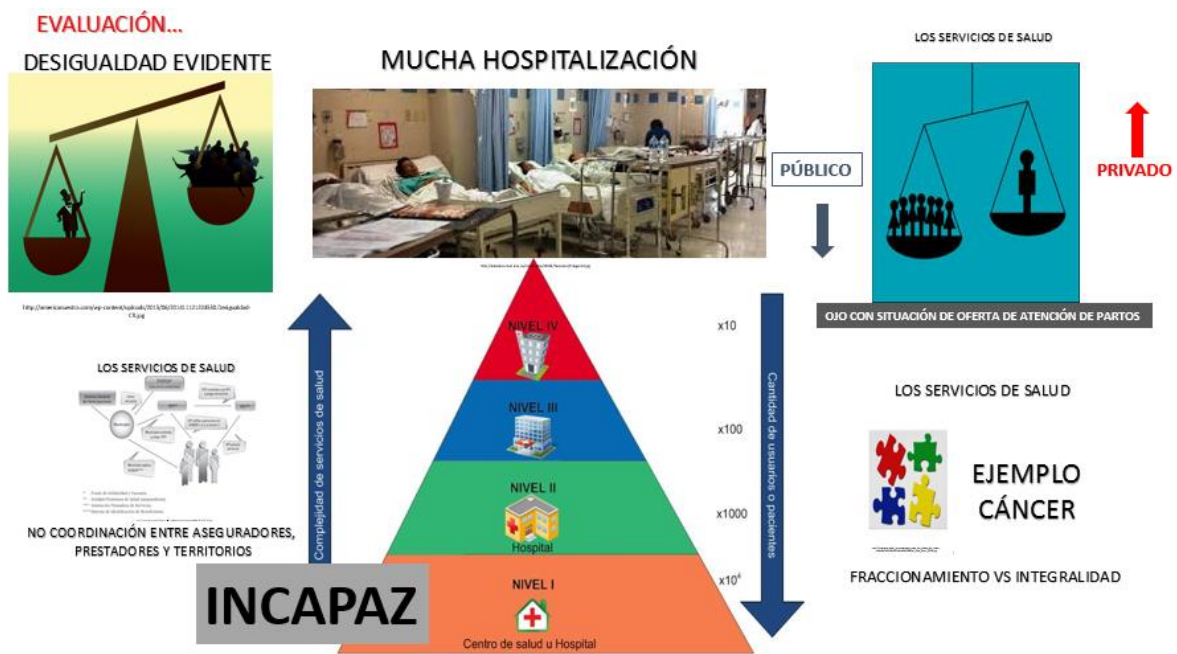 EVALUACIÓN...
DESIGUALDAD EVIDENTE
MUCHA HOSPITALIZACIÓN
LOS SERVICIOS DE SALUD
PÚBLICO
PRIVADO
OJO CON SITUACIÓN DE OFERTA DE ATENCIÓN DE PARTOS
LOS SERVICIOS DE SALUD
NO COORDINACIÓN ENTRE ASEGURADORES,
PRESTADORES Y TERRITORIOS
INCAPAZ
Complejidad de servicios de salud
NIVEL IV
x10
NIVEL III
x100
NIVEL II
Hospital
x1000
NIVEL I
Centro de salud u Hospital
x10⁴
Cantidad de usuarios o pacientes
LOS SERVICIOS DE SALUD
EJEMPLO
CÁNCER
FRACCIONAMIENTO VS INTEGRALIDAD